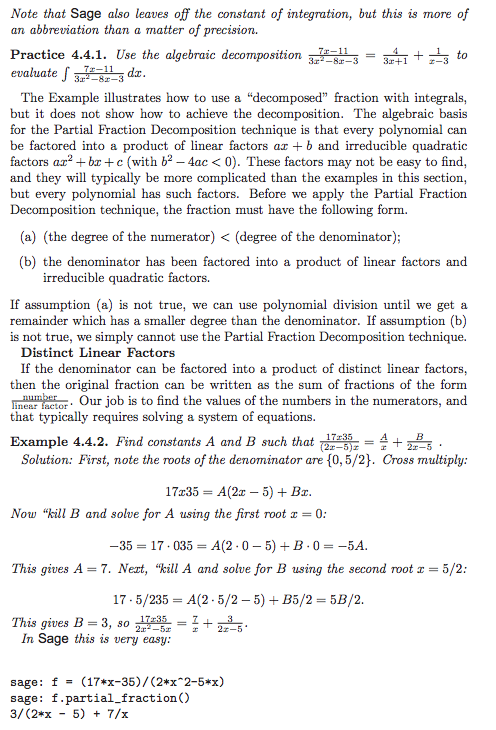 Note that Sage also leaves off the constant of integration, but this is more of
an abbreviation than a matter of precision.
Practice 4.4.1. Use the algebraic decomposition \frac{7x-11}{3x^2-8x-3} = \frac{4}{3x+1} + \frac{1}{x-3} to
evaluate ∫ \frac{7x-11}{3x^2-8x-3} dx.
The Example illustrates how to use a “decomposed” fraction with integrals,
but it does not show how to achieve the decomposition. The algebraic basis
for the Partial Fraction Decomposition technique is that every polynomial can
be factored into a product of linear factors ax + b and irreducible quadratic
factors ax² + bx + c (with b² − 4ac < 0). These factors may not be easy to find,
and they will typically be more complicated than the examples in this section,
but every polynomial has such factors. Before we apply the Partial Fraction
Decomposition technique, the fraction must have the following form.
(a) (the degree of the numerator) < (degree of the denominator);
(b) the denominator has been factored into a product of linear factors and
irreducible quadratic factors.
If assumption (a) is not true, we can use polynomial division until we get a
remainder which has a smaller degree than the denominator. If assumption (b)
is not true, we simply cannot use the Partial Fraction Decomposition technique.
Distinct Linear Factors
If the denominator can be factored into a product of distinct linear factors,
then the original fraction can be written as the sum of fractions of the form
\frac{number}{linear factor}. Our job is to find the values of the numbers in the numerators, and
that typically requires solving a system of equations.
Example 4.4.2. Find constants A and B such that \frac{17x35}{(2x-5)x} = \frac{A}{x} + \frac{B}{2x-5} .
Solution: First, note the roots of the denominator are {0, 5/2}. Cross multiply:
17x35 = A(2x − 5) + Bx.
Now “kill B and solve for A using the first root x = 0:
−35 = 17 · 035 = A(2 · 0 − 5) + B · 0 = −5A.
This gives A = 7. Next, “kill A and solve for B using the second root x = 5/2:
17 · 5/235 = A(2 · 5/2 − 5) + B5/2 = 5B/2.
This gives B = 3, so \frac{17x35}{2x^2-5x} = \frac{7}{x} + \frac{3}{2x-5}.
In Sage this is very easy:
sage: f = (17*x-35)/(2*x^2-5*x)
sage: f.partial_fraction()
3/(2*x - 5) + 7/x